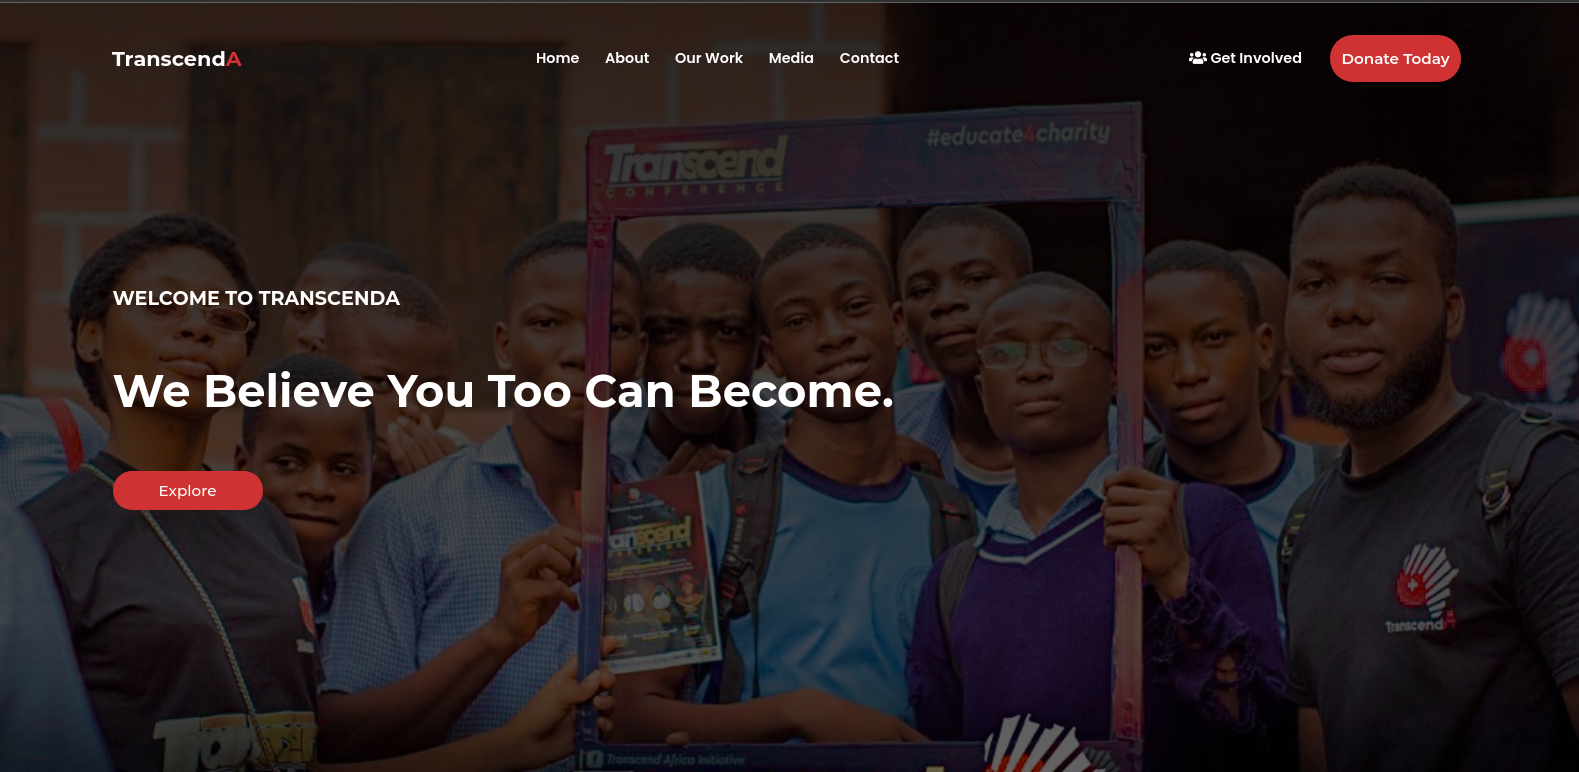 TranscendA
Home About Our Work Media Contact
Get Involved
Donate Today
Transcend
CONFERENCE
#educate4charity
WELCOME TO TRANSCENDA
We Believe You Too Can Become.
Explore
TranscendA
Transcend Africa Initiative